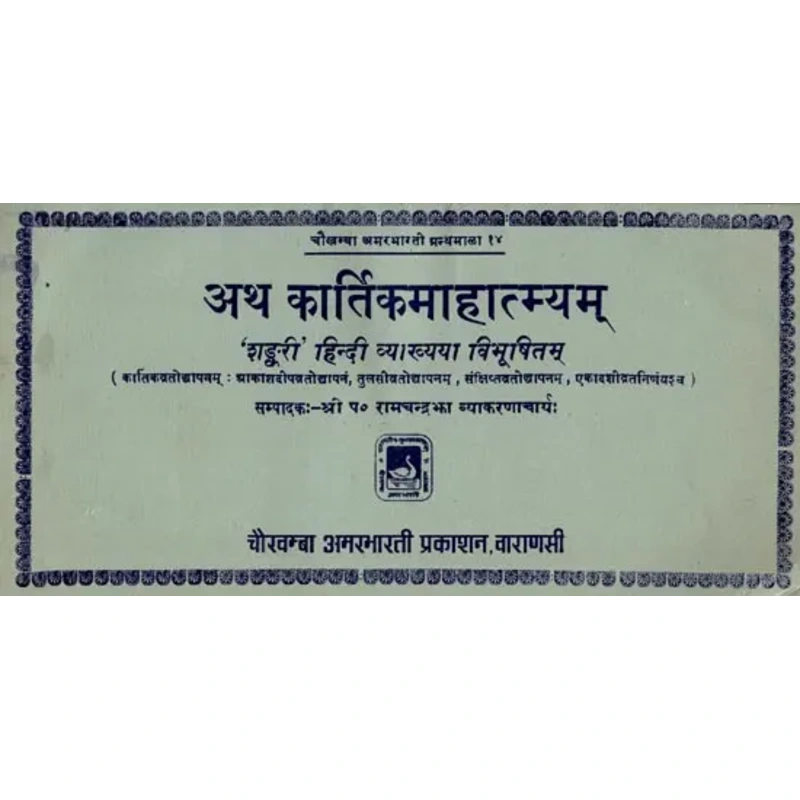 चौखम्बा अमरभारती ग्रन्थमाला १४
अथ कार्तिकमाहात्म्यम्
'शङ्करी' हिन्दी व्याख्यया विभूषितम्
( कार्तिकव्रतोद्यापनम् : आकाशदीपव्रतोद्यापनं, तुलसीव्रतोद्यापनम , संक्षिप्तव्रतोद्यापनम , एकादशीव्रतनिर्णयश्च )
सम्पादकः-श्री प० रामचन्द्रझा व्याकरणाचार्यः
चौखम्बा अमरभारती प्रकाशन,वाराणसी